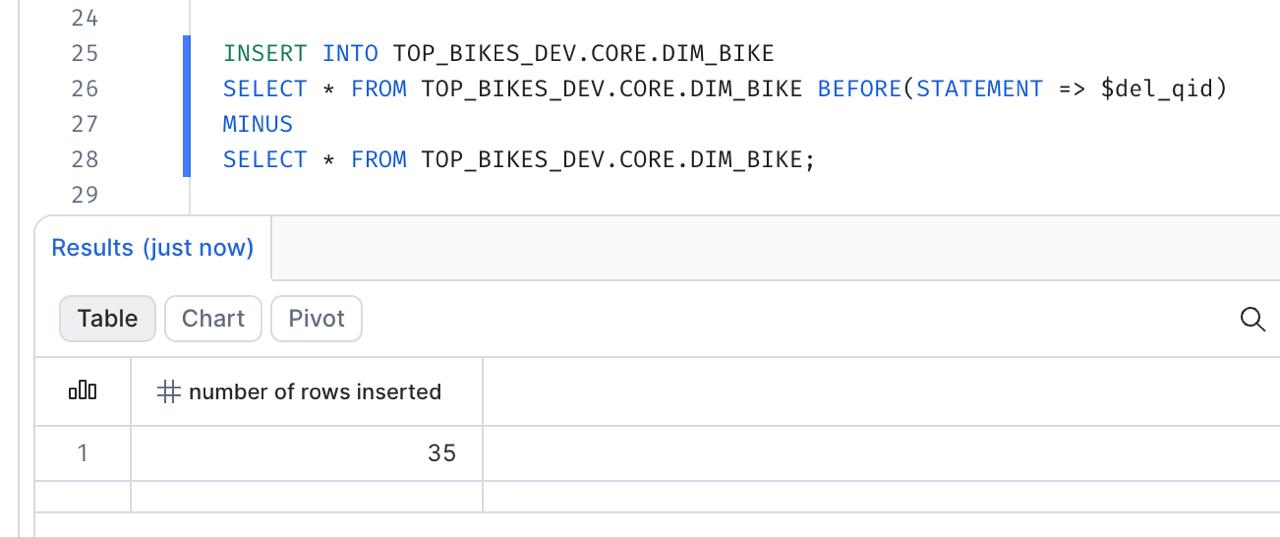 24
25 INSERT INTO TOP_BIKES_DEV.CORE.DIM_BIKE
26 SELECT * FROM TOP_BIKES_DEV.CORE.DIM_BIKE BEFORE(STATEMENT => $del_qid)
27 MINUS
28 SELECT * FROM TOP_BIKES_DEV.CORE.DIM_BIKE;
29
Results (just now)
Table Chart Pivot
# number of rows inserted
1 35